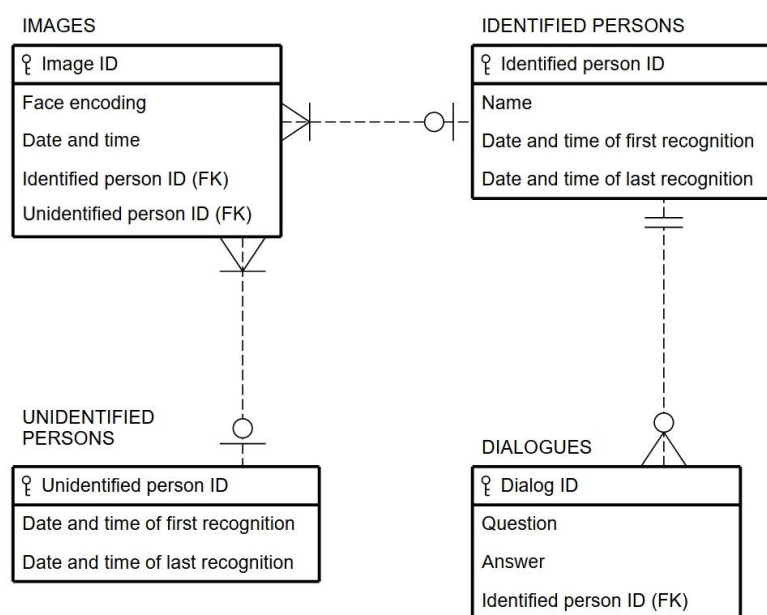 IMAGES
Image ID
Face encoding
Date and time
Identified person ID (FK)
Unidentified person ID (FK)
IDENTIFIED PERSONS
Identified person ID
Name
Date and time of first recognition
Date and time of last recognition
UNIDENTIFIED
PERSONS
Unidentified person ID
Date and time of first recognition
Date and time of last recognition
DIALOGUES
Dialog ID
Question
Answer
Identified person ID (FK)